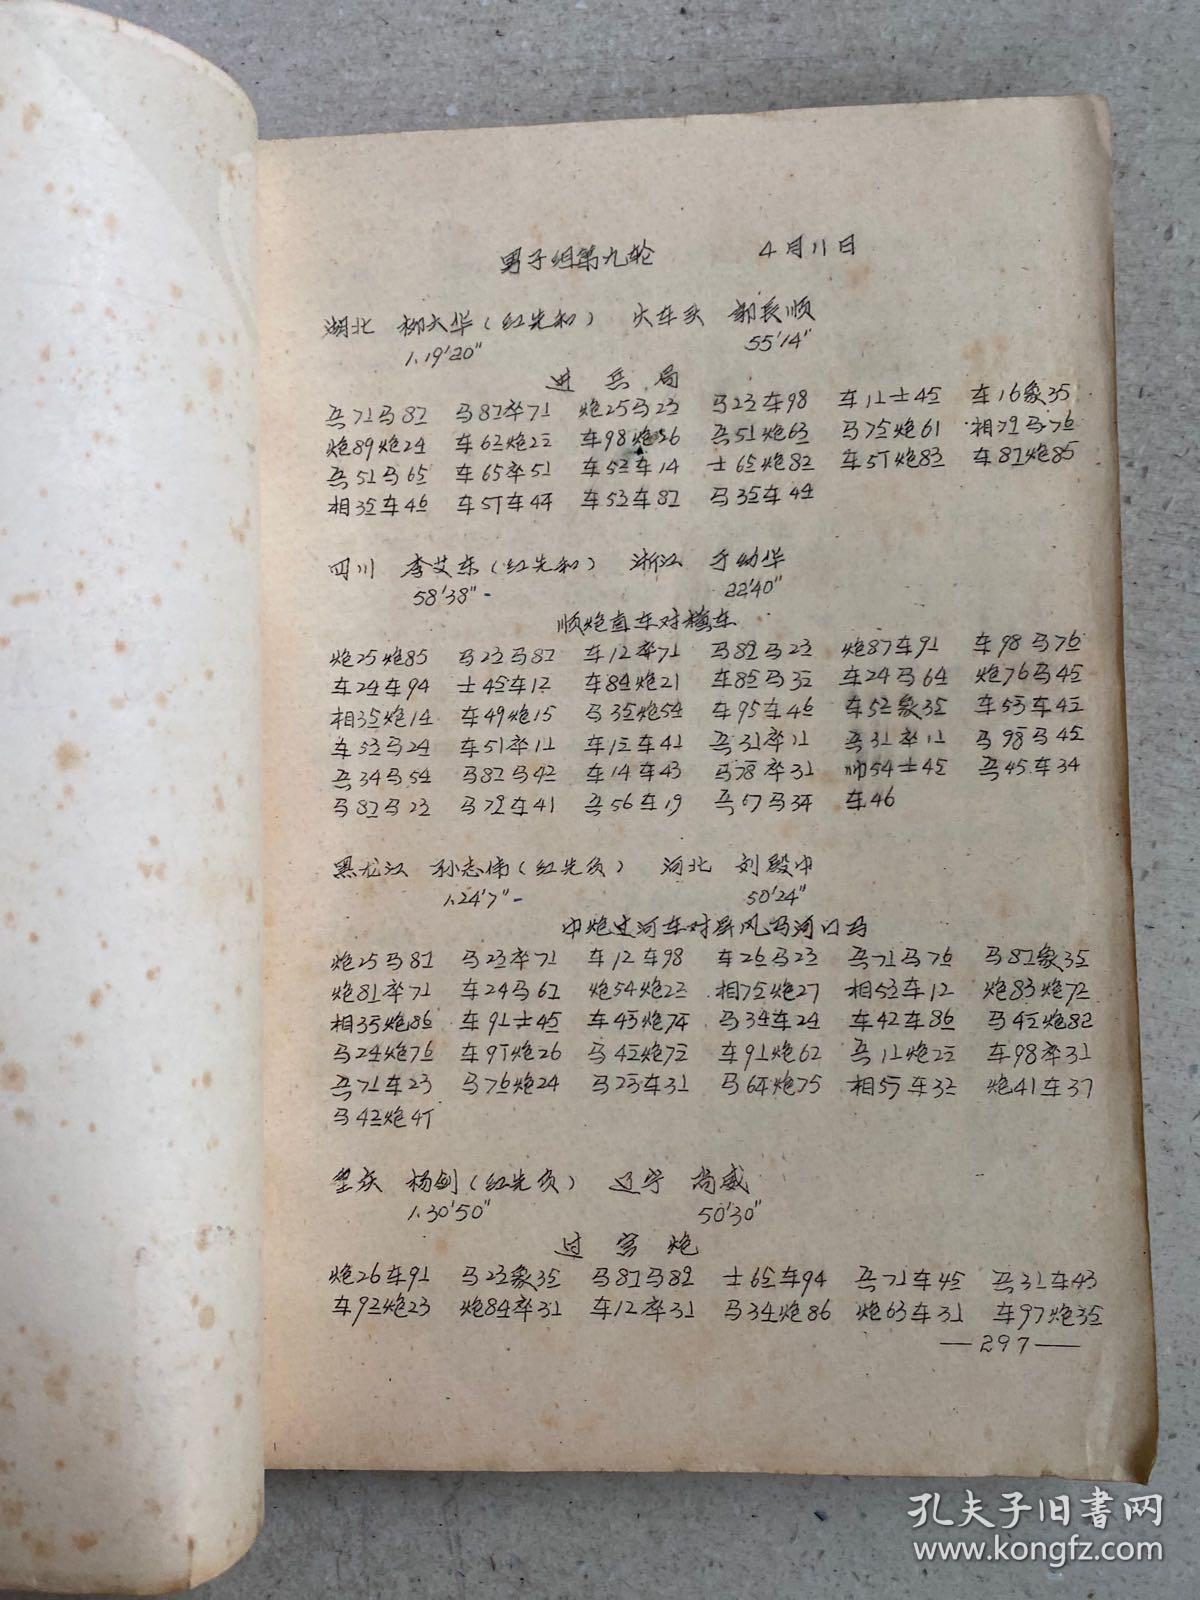 男子组第九轮 4月11日
湖北 柳大华(红先和) 火车头 郭长顺
1.19'20" 55'14"
进兵局
兵71马87 马87卒71 炮25马23 马23车98 车11士45 车16象35
炮89炮24 车62炮22 车98炮26 兵51炮63 马75炮61 相79马76
兵51马65 车65卒51 车52车14 士65炮82 车5丁炮83 车87炮85
相35车46 车5丁车44 车53车87 马35车44
四川 李艾东(红先和) 浙江 于幼华
58'38" 22'40"
顺炮直车对横车
炮25炮85 马23马87 车12卒71 马89马23 炮87车91 车98马76
车24车94 士45车12 车84炮21 车85马33 车24马64 炮76马45
相35炮14 车49炮15 马35炮54 车95车46 车52象35 车53车42
车53马24 车51卒11 车13车41 兵31卒11 兵31卒11 马98马45
兵34马54 马87马42 车14车43 马78卒31 帅54士45 兵45车34
马87马23 马79车41 兵56车19 兵67马34 车46
黑龙江 孙志伟(红先负) 河北 刘殿中
1.24'7" 50'24"
中炮过河车对屏风马河口马
炮25马87 马23卒71 车12车98 车26马23 兵71马76 马87象35
炮81卒71 车24马67 炮54炮22 相75炮27 相53车12 炮83炮72
相35炮86 车91士45 车43炮74 马34车24 车42车86 马42炮82
马24炮76 车9丁炮26 马42炮72 车91炮62 兵11炮22 车98卒31
兵71车23 马76炮24 马23车31 马64炮75 相57车32 炮41车37
马42炮4丁
重庆 杨剑(红先负) 辽宁 尚威
1.30'50" 50'30"
过宫炮
炮26车91 马23象35 马87马89 士65车94 兵71车45 兵31车43
车92炮23 炮84卒31 车12卒31 马34炮86 炮63车31 车97炮35
—297—
孔夫子旧书网
www.kongfz.com